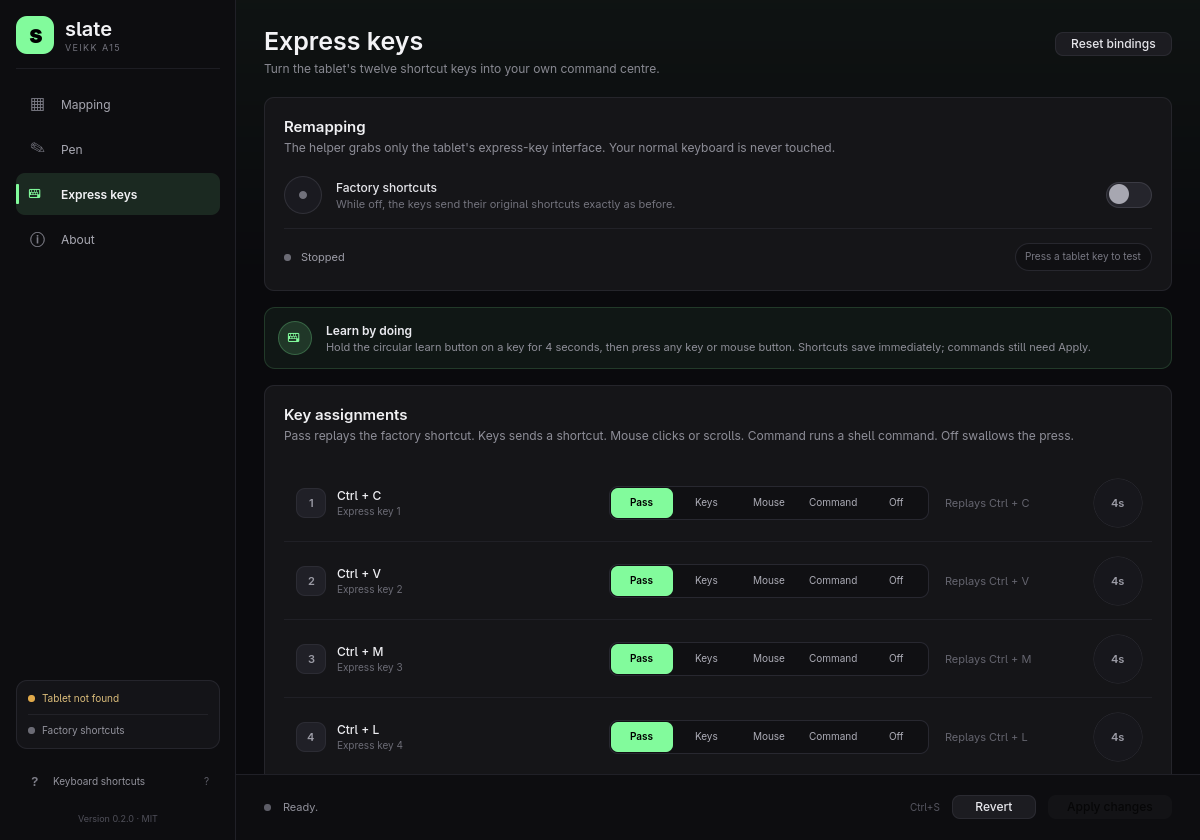 s
slate
VEIKK A15
Mapping
Pen
Express keys
About
Tablet not found
Factory shortcuts
? Keyboard shortcuts ?
Version 0.2.0 · MIT
Express keys
Turn the tablet's twelve shortcut keys into your own command centre.
Reset bindings
Remapping
The helper grabs only the tablet's express-key interface. Your normal keyboard is never touched.
Factory shortcuts
While off, the keys send their original shortcuts exactly as before.
Stopped
Press a tablet key to test
Learn by doing
Hold the circular learn button on a key for 4 seconds, then press any key or mouse button. Shortcuts save immediately; commands still need Apply.
Key assignments
Pass replays the factory shortcut. Keys sends a shortcut. Mouse clicks or scrolls. Command runs a shell command. Off swallows the press.
1 Ctrl + C Pass Keys Mouse Command Off Replays Ctrl + C 4s
Express key 1
2 Ctrl + V Pass Keys Mouse Command Off Replays Ctrl + V 4s
Express key 2
3 Ctrl + M Pass Keys Mouse Command Off Replays Ctrl + M 4s
Express key 3
4 Ctrl + L Pass Keys Mouse Command Off Replays Ctrl + L 4s
Express key 4
Ready.
Ctrl+S Revert Apply changes